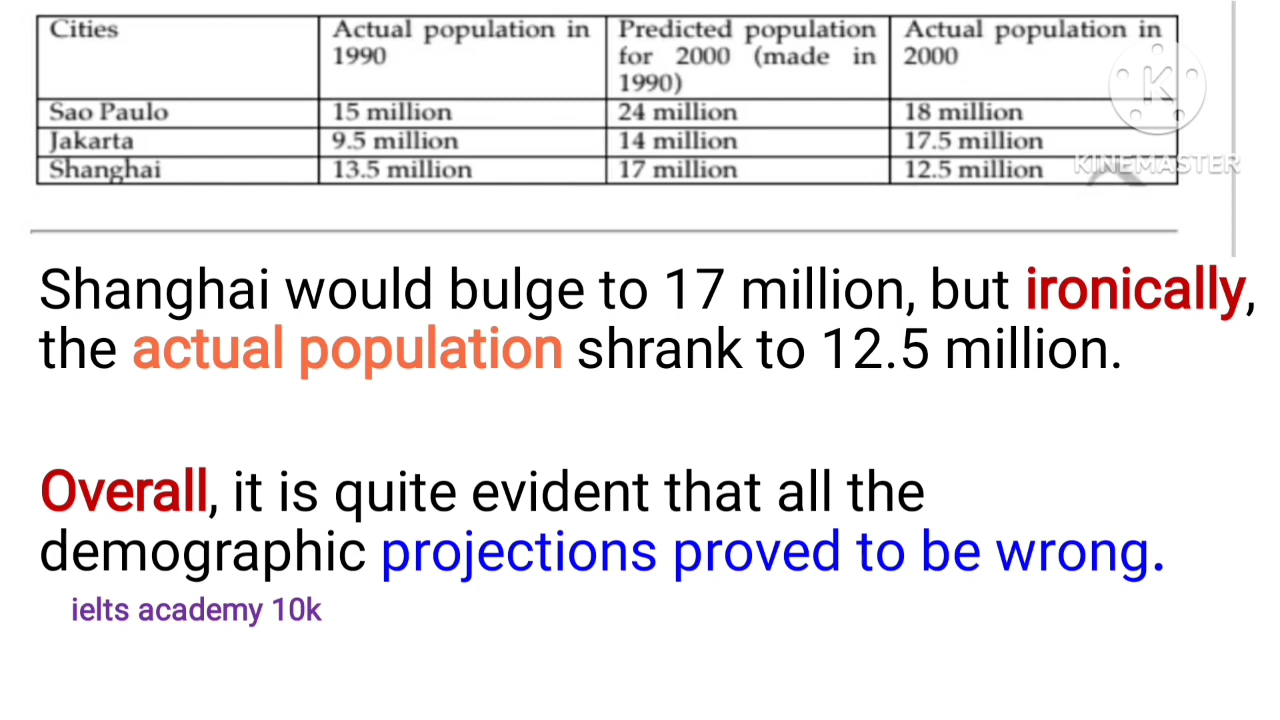 Cities Actual population in 1990 Predicted population for 2000 (made in 1990) Actual population in 2000
Sao Paulo 15 million 24 million 18 million
Jakarta 9.5 million 14 million 17.5 million
Shanghai 13.5 million 17 million 12.5 million
K
KINEMASTER
Shanghai would bulge to 17 million, but ironically,
the actual population shrank to 12.5 million.
Overall, it is quite evident that all the
demographic projections proved to be wrong.
ielts academy 10k